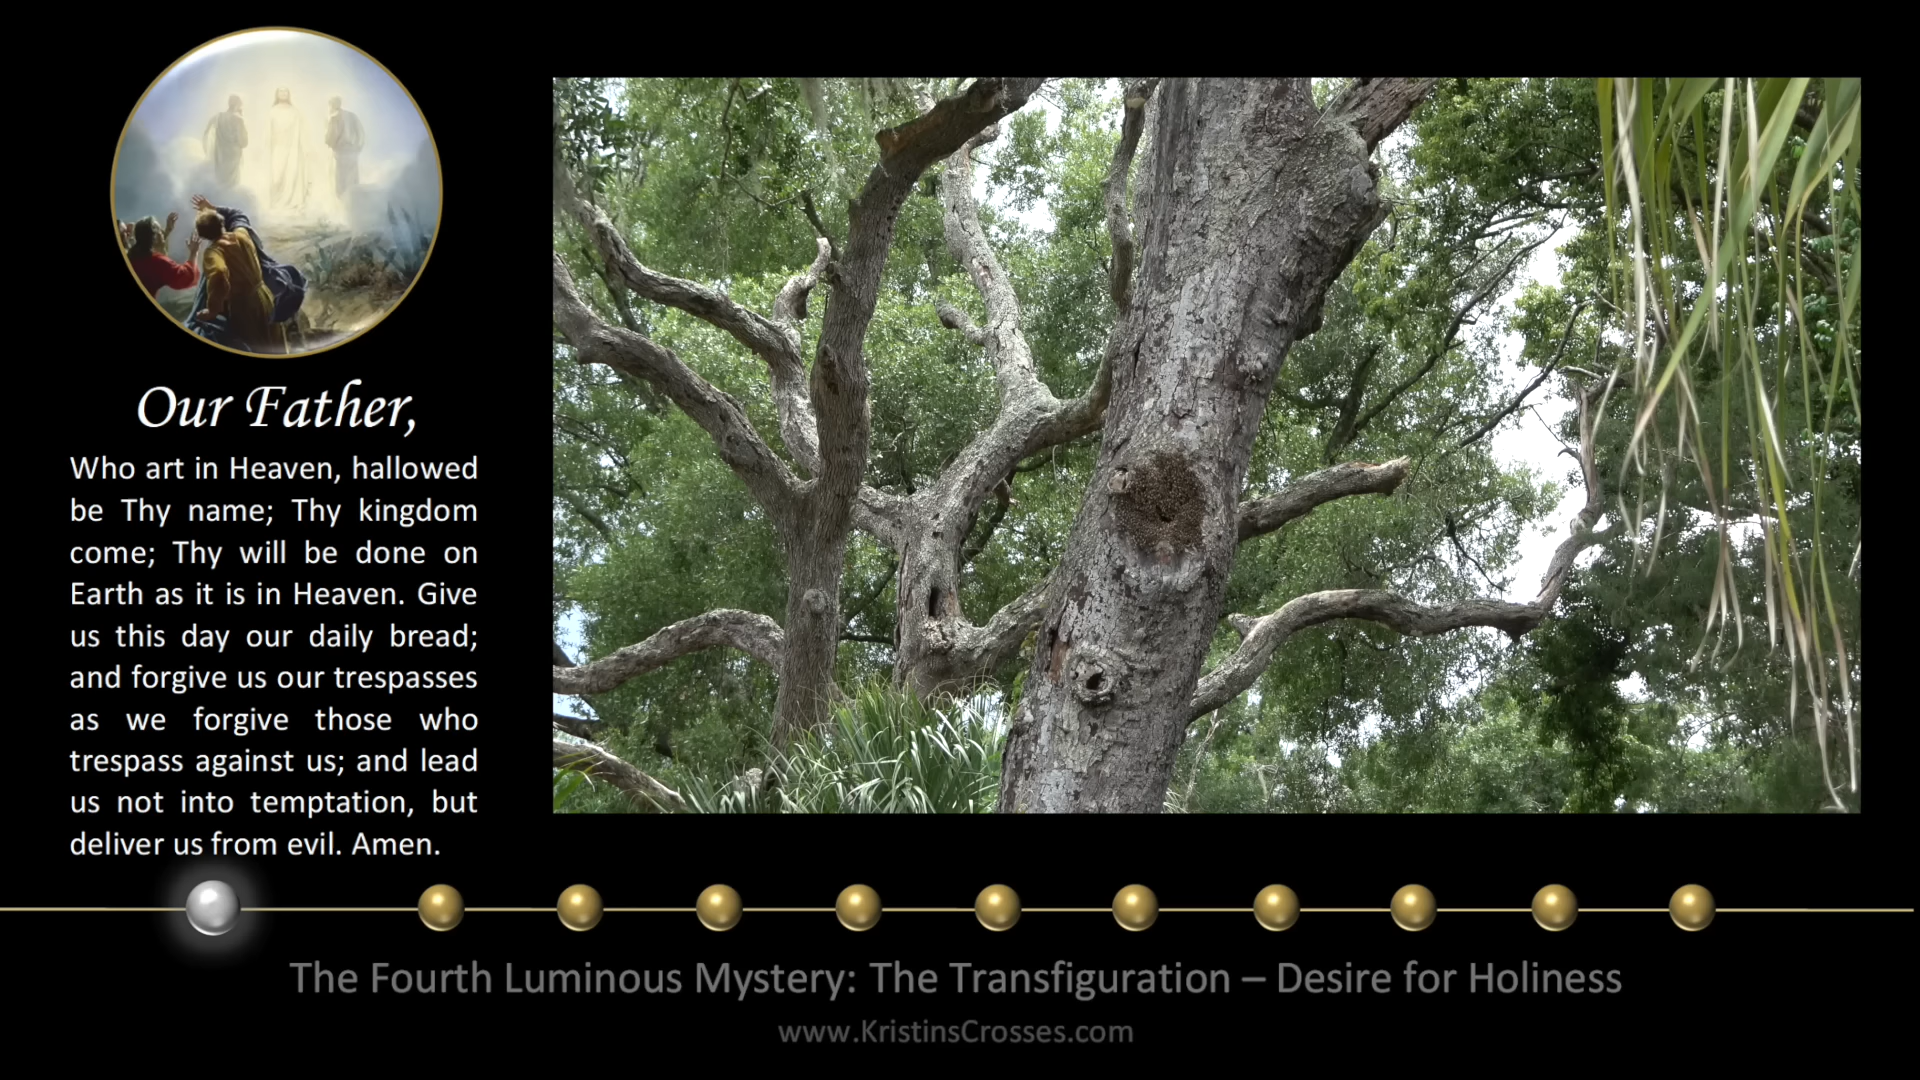 Our Father,
Who art in Heaven, hallowed
be Thy name; Thy kingdom
come; Thy will be done on
Earth as it is in Heaven. Give
us this day our daily bread;
and forgive us our trespasses
as we forgive those who
trespass against us; and lead
us not into temptation, but
deliver us from evil. Amen.
The Fourth Luminous Mystery: The Transfiguration – Desire for Holiness
www.KristinsCrosses.com